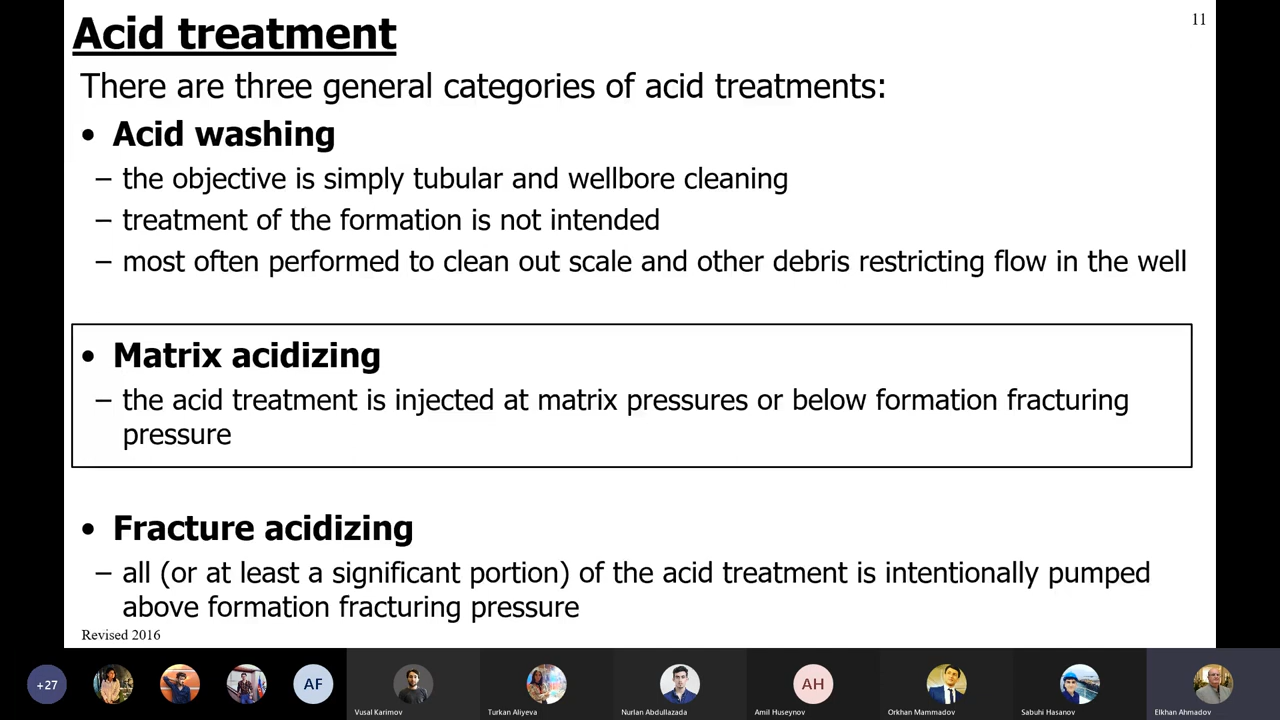 11
Acid treatment
There are three general categories of acid treatments:
• Acid washing
– the objective is simply tubular and wellbore cleaning
– treatment of the formation is not intended
– most often performed to clean out scale and other debris restricting flow in the well
• Matrix acidizing
– the acid treatment is injected at matrix pressures or below formation fracturing
pressure
• Fracture acidizing
– all (or at least a significant portion) of the acid treatment is intentionally pumped
above formation fracturing pressure
Revised 2016
+27
AF
AH
Vusal Karimov
Turkan Aliyeva
Nurlan Abdullazada
Amil Huseynov
Orkhan Mammadov
Sabuhi Hasanov
Elkhan Ahmadov